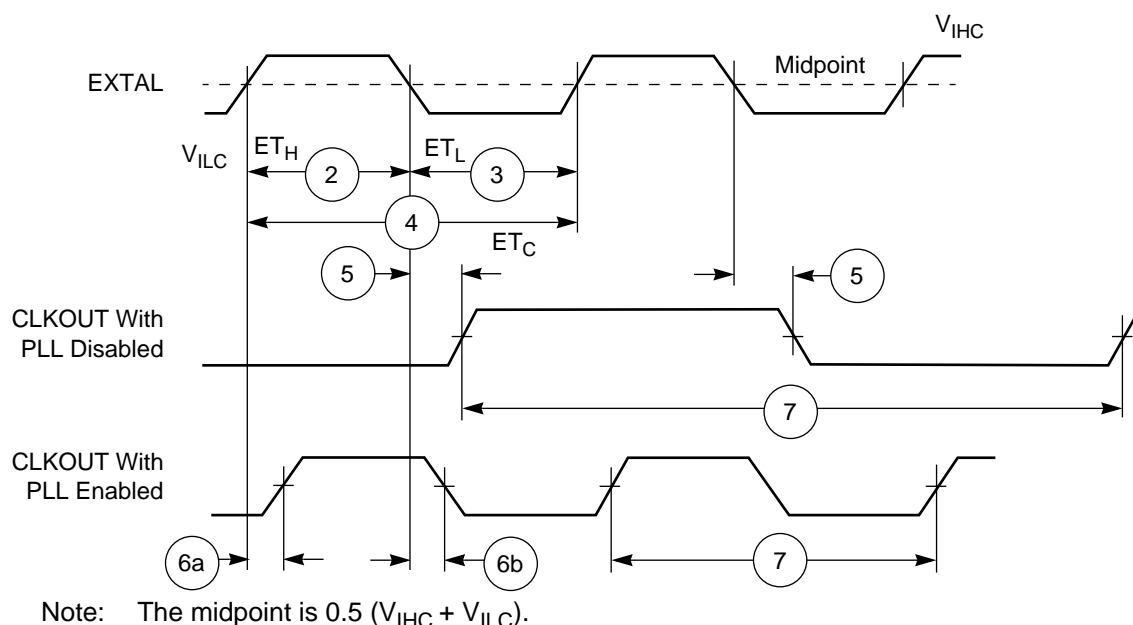 V_IHC
EXTAL
Midpoint
V_ILC
ET_H
ET_L
2
3
4
ET_C
5
5
CLKOUT With
PLL Disabled
7
CLKOUT With
PLL Enabled
6a
6b
7
Note: The midpoint is 0.5 (V_IHC + V_ILC).